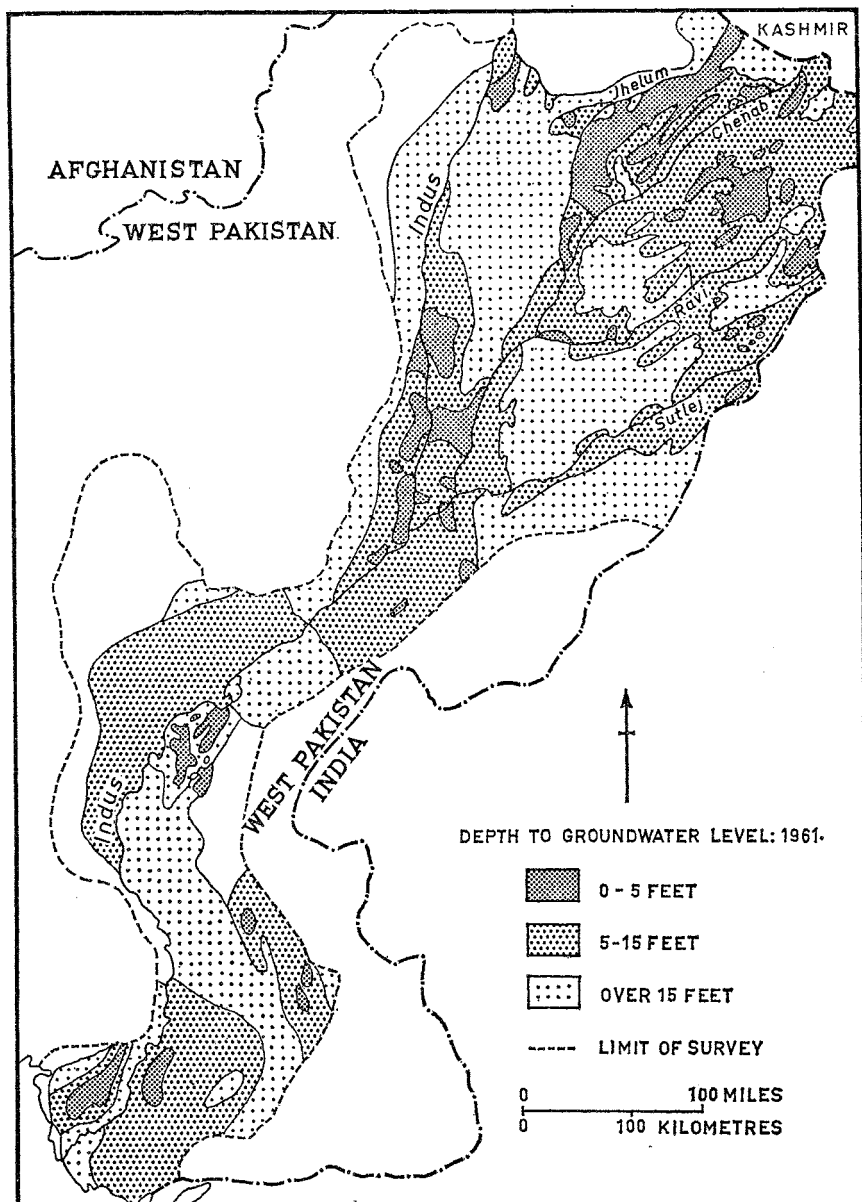 KASHMIR
Jhelum
Chenab
AFGHANISTAN
WEST PAKISTAN
Indus
Ravi
Sutlej
WEST PAKISTAN
INDIA
Indus
DEPTH TO GROUNDWATER LEVEL: 1961.
0 - 5 FEET
5-15 FEET
OVER 15 FEET
LIMIT OF SURVEY
0 100 MILES
0 100 KILOMETRES